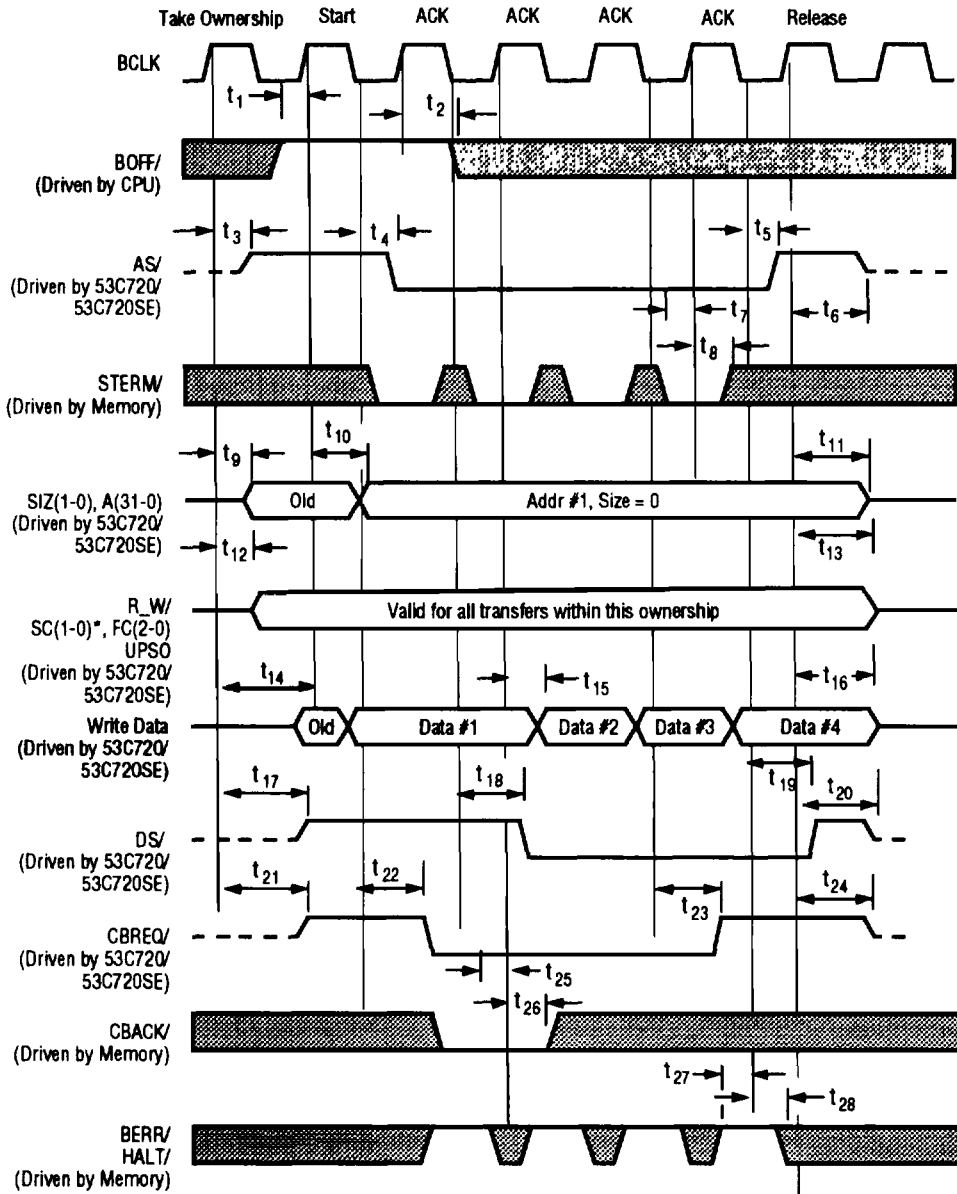 Take Ownership Start ACK ACK ACK ACK Release
BCLK
t1 t2
BOFF/
(Driven by CPU)
t3 t4 t5
AS/
(Driven by 53C720/
53C720SE)
t7 t6
t8
STERM/
(Driven by Memory)
t9 t10 t11
SIZ(1-0), A(31-0)
(Driven by 53C720/
53C720SE)
Old Addr #1, Size = 0
t12 t13
R_W/
SC(1-0)*, FC(2-0)
UPSO
(Driven by 53C720/
53C720SE)
Valid for all transfers within this ownership
t14 t15 t16
Write Data
(Driven by 53C720/
53C720SE)
Old Data #1 Data #2 Data #3 Data #4
t17 t18 t19 t20
DS/
(Driven by 53C720/
53C720SE)
t21 t22 t23 t24
CBREQ/
(Driven by 53C720/
53C720SE)
t25
t26
CBACK/
(Driven by Memory)
t27
t28
BERR/
HALT/
(Driven by Memory)